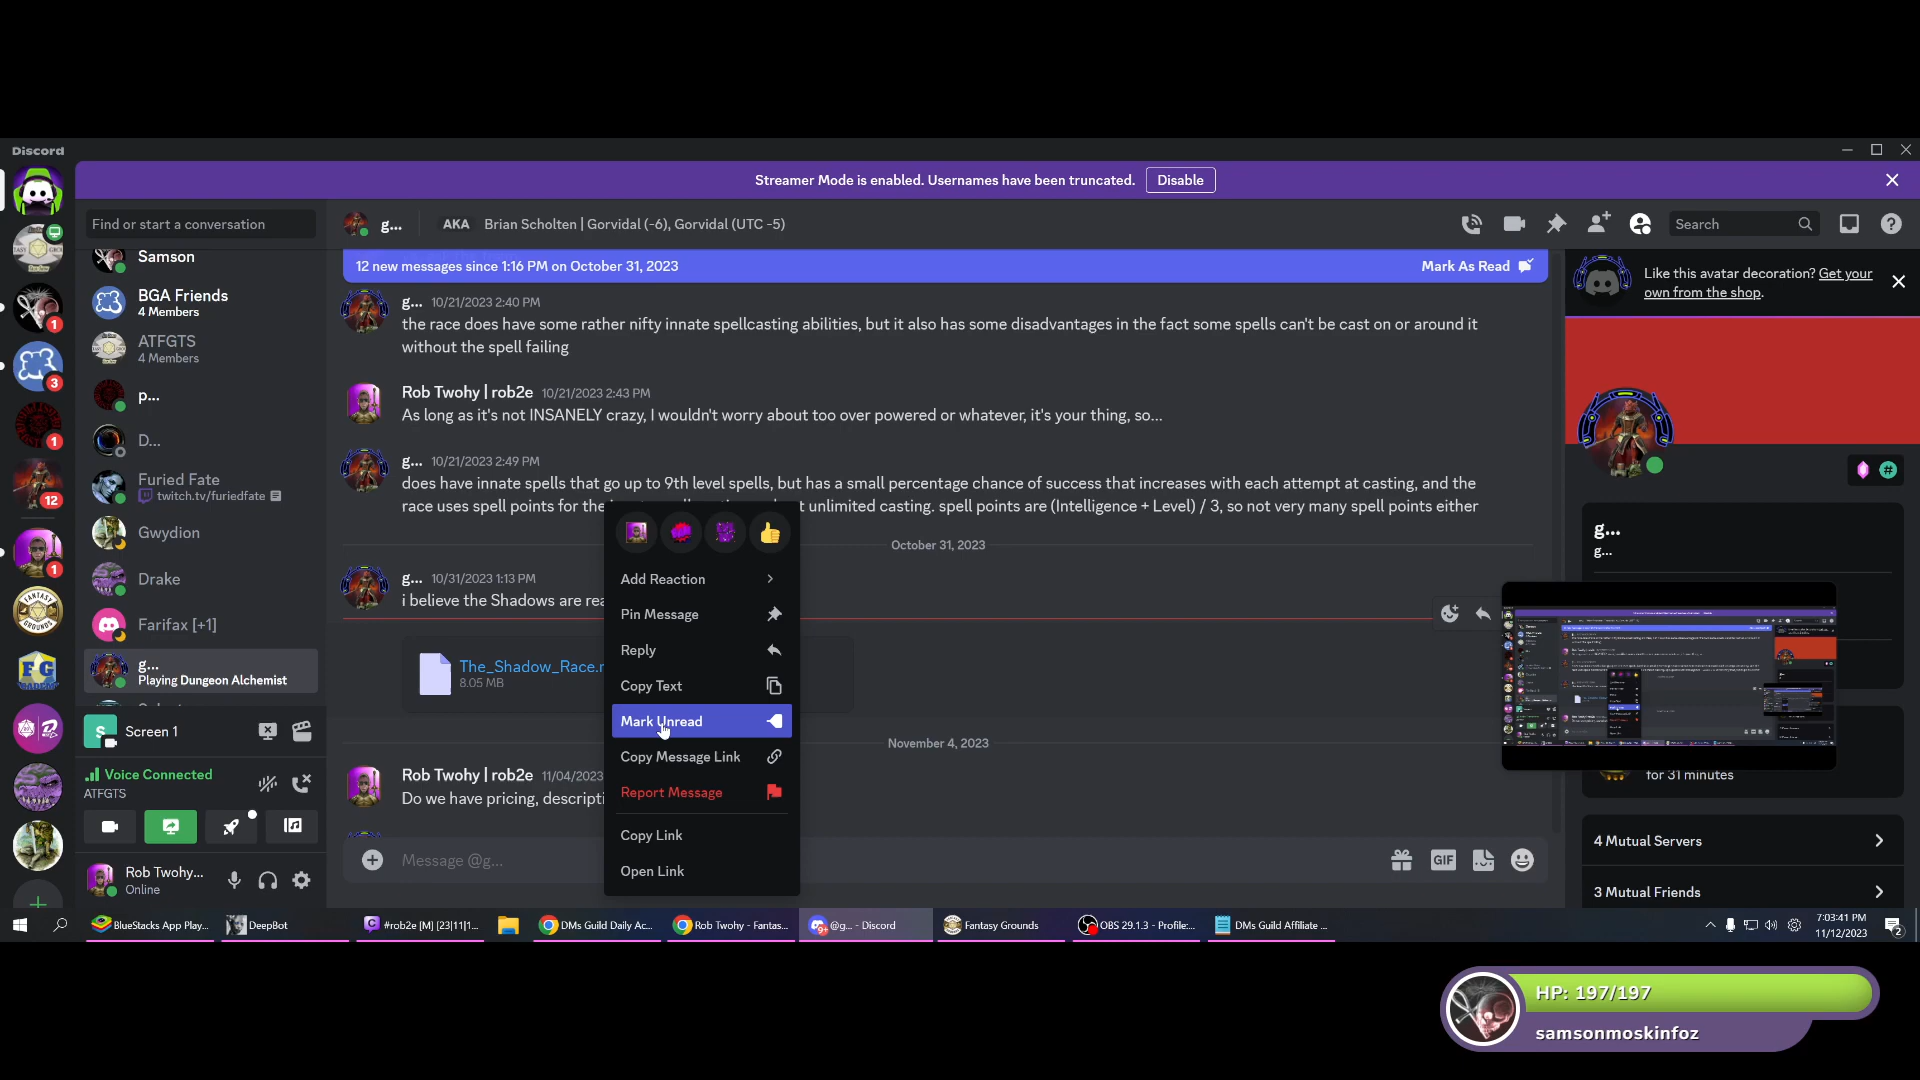 Discord
Streamer Mode is enabled. Usernames have been truncated.
Disable
Find or start a conversation
g...
AKA
Brian Scholten | Gorvidal (-6), Gorvidal (UTC -5)
Search
Samson
BGA Friends
4 Members
ATFGTS
4 Members
p...
D...
Furied Fate
twitch.tv/furiedfate
Gwydion
Drake
Farifax [+1]
g...
Playing Dungeon Alchemist
1
3
1
12
1
Screen 1
Voice Connected
ATFGTS
Rob Twohy...
Online
12 new messages since 1:16 PM on October 31, 2023
Mark As Read
g... 10/21/2023 2:40 PM
the race does have some rather nifty innate spellcasting abilities, but it also has some disadvantages in the fact some spells can't be cast on or around it
without the spell failing
Rob Twohy | rob2e 10/21/2023 2:43 PM
As long as it's not INSANELY crazy, I wouldn't worry about too over powered or whatever, it's your thing, so...
g... 10/21/2023 2:49 PM
does have innate spells that go up to 9th level spells, but has a small percentage chance of success that increases with each attempt at casting, and the
race uses spell points for the
unlimited casting. spell points are (Intelligence + Level) / 3, so not very many spell points either
October 31, 2023
g... 10/31/2023 1:13 PM
i believe the Shadows are
The_Shadow_Race.
8.05 MB
November 4, 2023
Rob Twohy | rob2e 11/04/2023
Do we have pricing,
Message @g...
GIF
Add Reaction
Pin Message
Reply
Copy Text
Mark Unread
Copy Message Link
Report Message
Copy Link
Open Link
Like this avatar decoration? Get your
own from the shop.
g...
g...
for 31 minutes
4 Mutual Servers
3 Mutual Friends
BlueStacks App Play...
DeepBot
#rob2e [M] [23|11|1...
DMs Guild Daily Ac...
Rob Twohy - Fantas...
9+
@g... - Discord
Fantasy Grounds
OBS 29.1.3 - Profile:...
DMs Guild Affiliate ...
7:03:41 PM
11/12/2023
2
HP: 197/197
samsonmoskinfoz